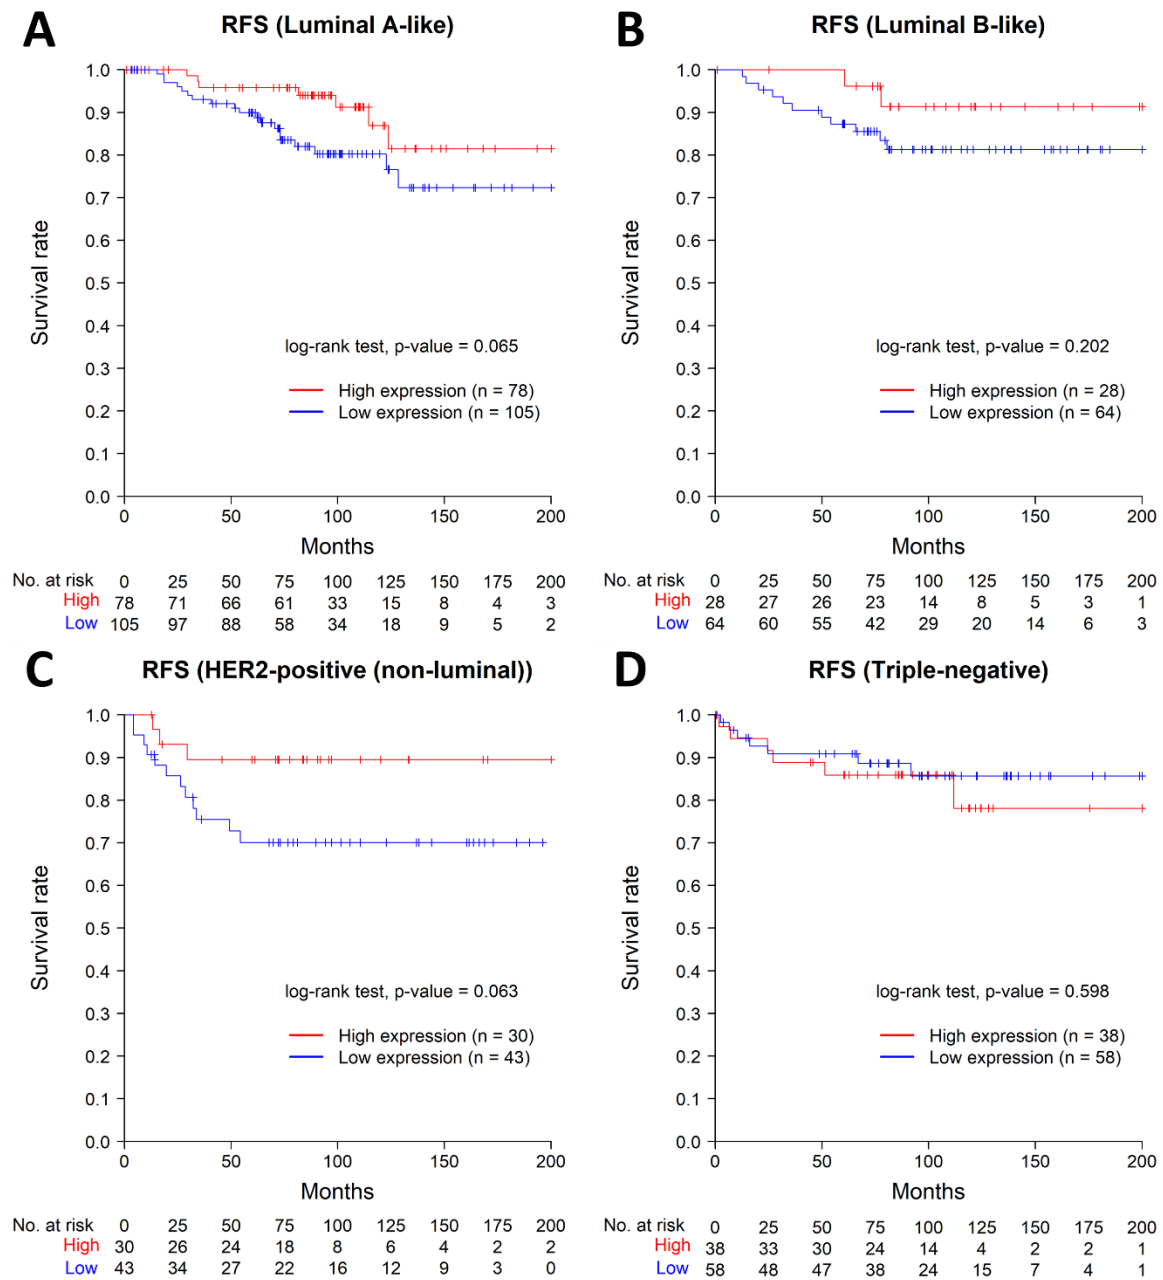 A
RFS (Luminal A-like)
1.0
0.9
0.8
0.7
0.6
0.5
0.4
0.3
0.2
0.1
0.0
Survival rate
log-rank test, p-value = 0.065
High expression (n = 78)
Low expression (n = 105)
0 50 100 150 200
Months
No. at risk 0 25 50 75 100 125 150 175 200
High 78 71 66 61 33 15 8 4 3
Low 105 97 88 58 34 18 9 5 2
B
RFS (Luminal B-like)
1.0
0.9
0.8
0.7
0.6
0.5
0.4
0.3
0.2
0.1
0.0
Survival rate
log-rank test, p-value = 0.202
High expression (n = 28)
Low expression (n = 64)
0 50 100 150 200
Months
No. at risk 0 25 50 75 100 125 150 175 200
High 28 27 26 23 14 8 5 3 1
Low 64 60 55 42 29 20 14 6 3
C
RFS (HER2-positive (non-luminal))
1.0
0.9
0.8
0.7
0.6
0.5
0.4
0.3
0.2
0.1
0.0
Survival rate
log-rank test, p-value = 0.063
High expression (n = 30)
Low expression (n = 43)
0 50 100 150 200
Months
No. at risk 0 25 50 75 100 125 150 175 200
High 30 26 24 18 8 6 4 2 2
Low 43 34 27 22 16 12 9 3 0
D
RFS (Triple-negative)
1.0
0.9
0.8
0.7
0.6
0.5
0.4
0.3
0.2
0.1
0.0
Survival rate
log-rank test, p-value = 0.598
High expression (n = 38)
Low expression (n = 58)
0 50 100 150 200
Months
No. at risk 0 25 50 75 100 125 150 175 200
High 38 33 30 24 14 4 2 2 1
Low 58 48 47 38 24 15 7 4 1